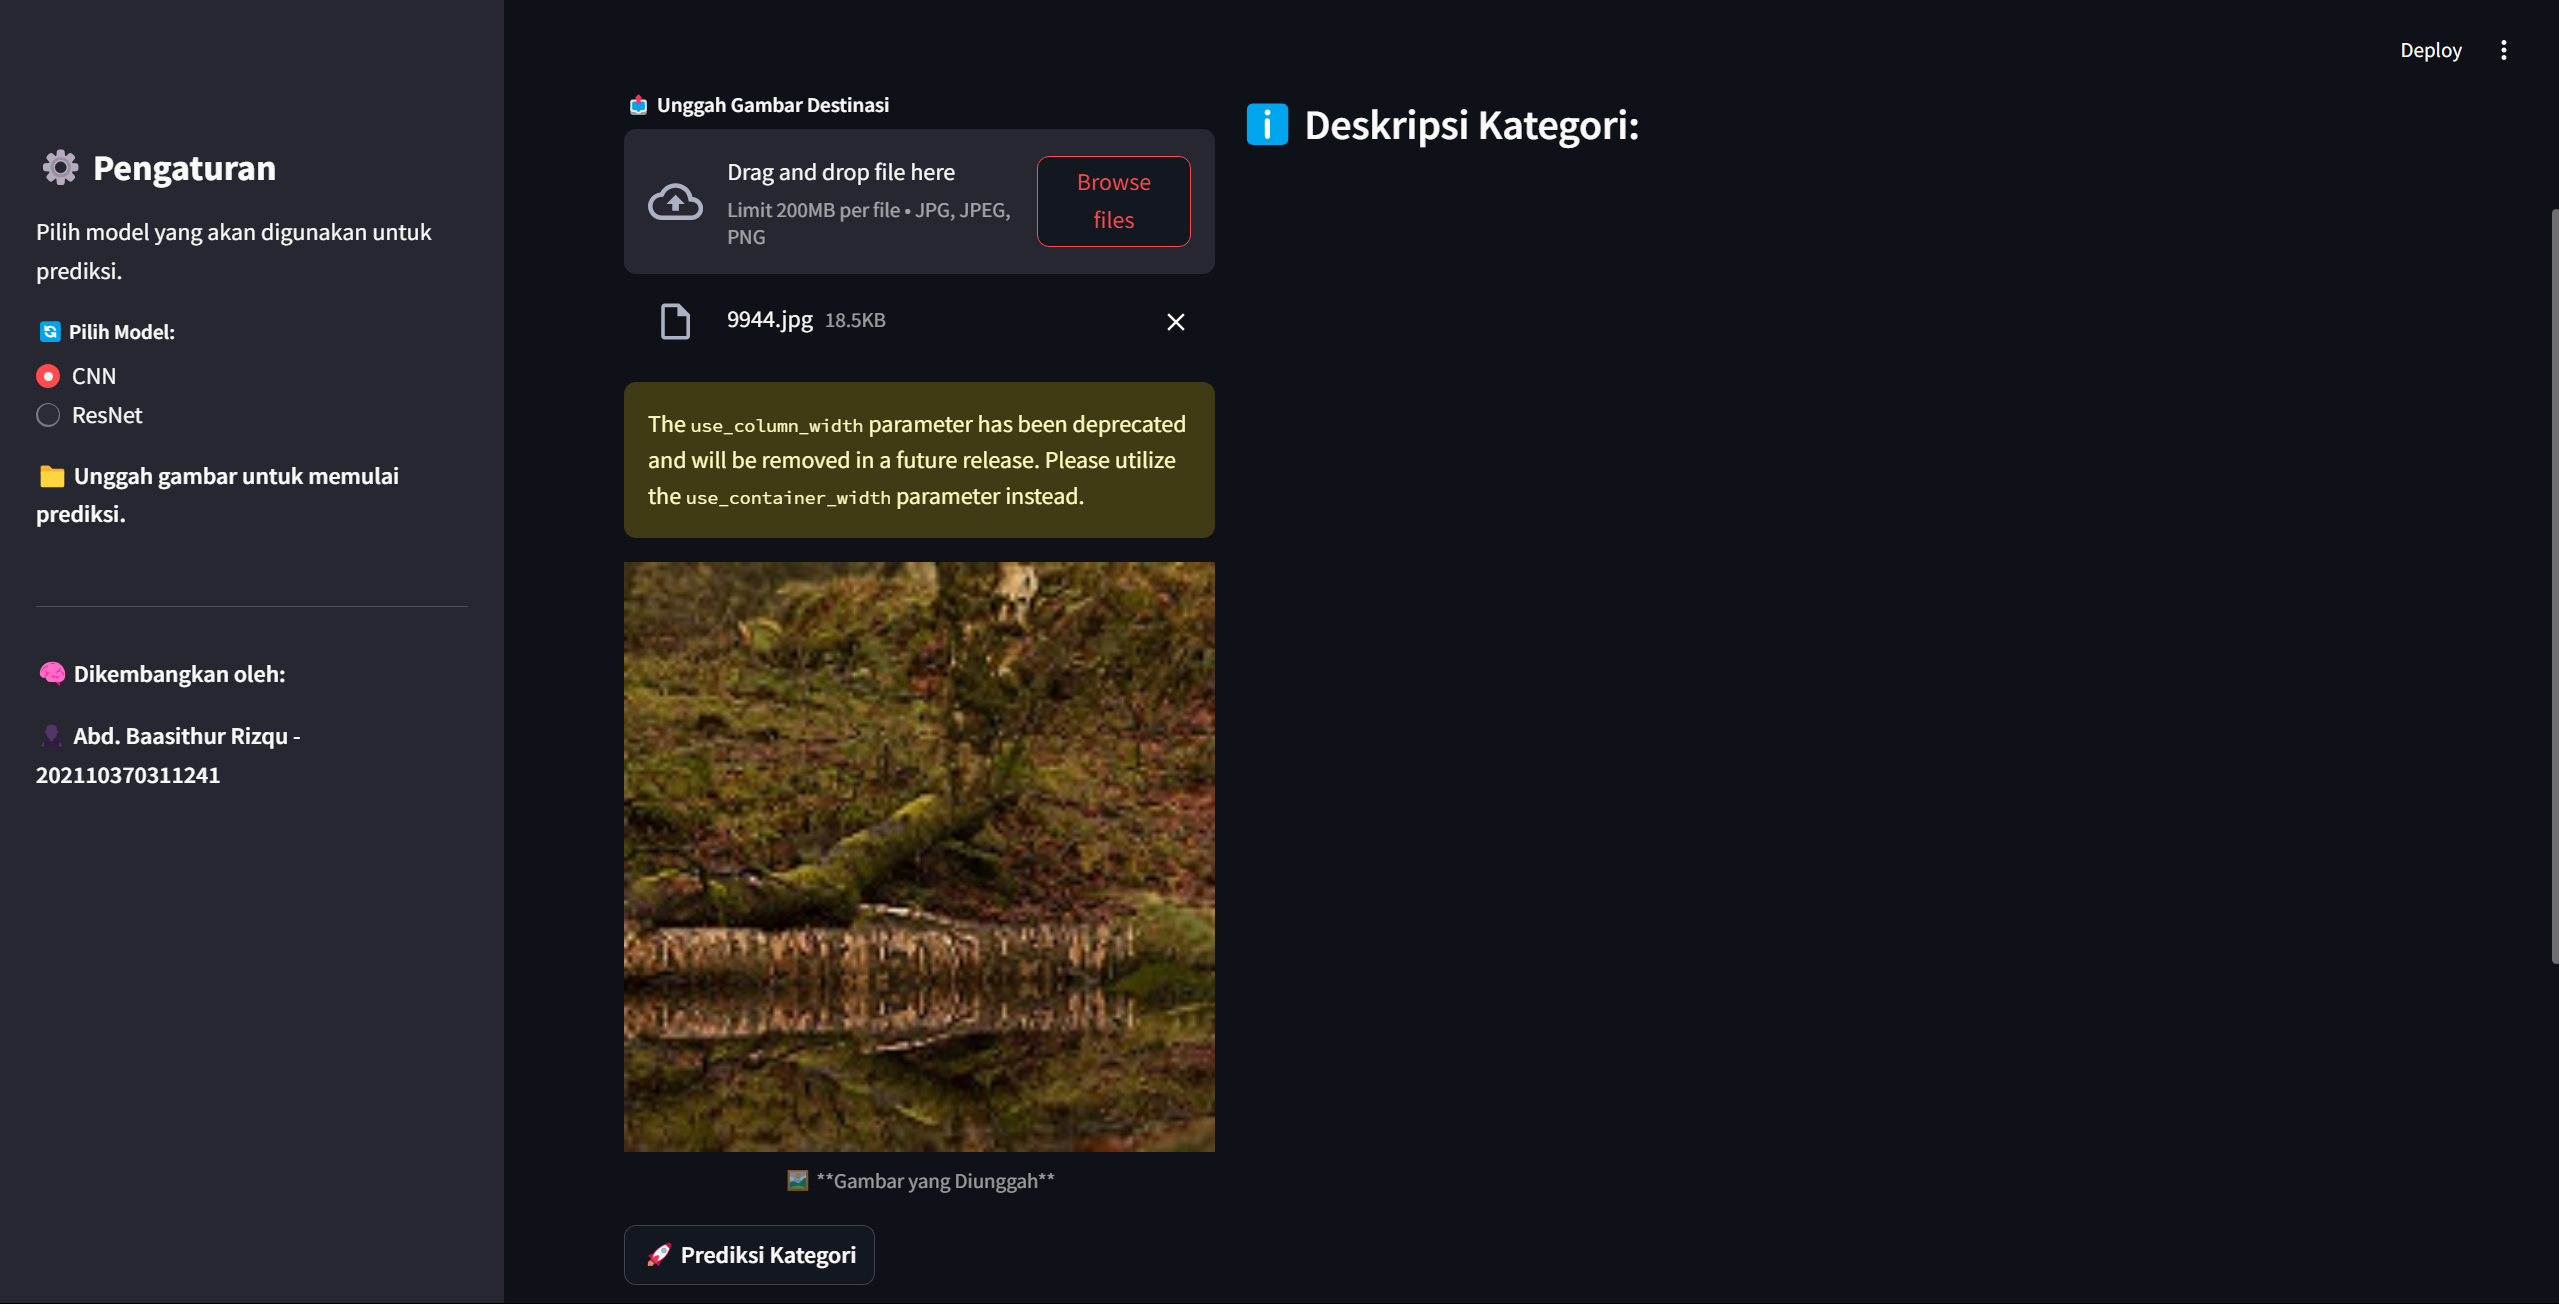 Deploy
⚙️ Pengaturan
Pilih model yang akan digunakan untuk
prediksi.
🔄 Pilih Model:
CNN
ResNet
📁 Unggah gambar untuk memulai
prediksi.
🧠 Dikembangkan oleh:
👤 Abd. Baasithur Rizqu -
202110370311241
📤 Unggah Gambar Destinasi
Drag and drop file here
Limit 200MB per file • JPG, JPEG,
PNG
Browse
files
9944.jpg 18.5KB
The use_column_width parameter has been deprecated
and will be removed in a future release. Please utilize
the use_container_width parameter instead.
🖼️ **Gambar yang Diunggah**
🚀 Prediksi Kategori
ℹ️ Deskripsi Kategori: